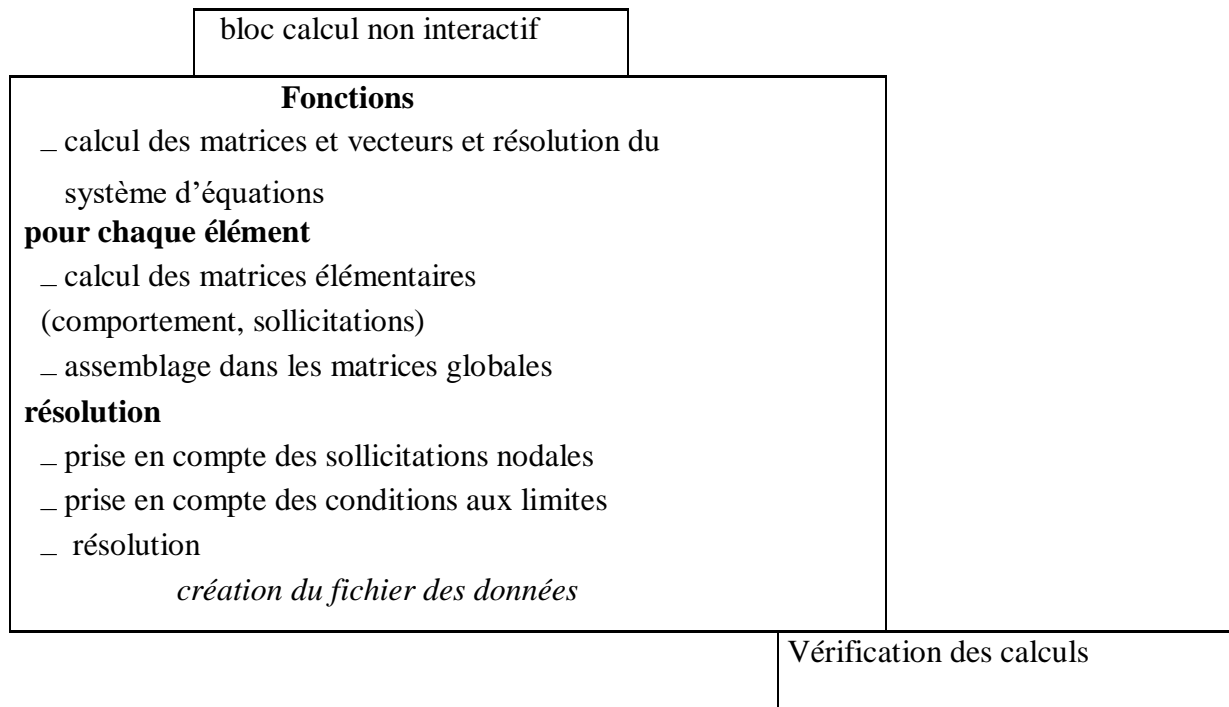 bloc calcul non interactif
Fonctions
_ calcul des matrices et vecteurs et résolution du
système d’équations
pour chaque élément
_ calcul des matrices élémentaires
(comportement, sollicitations)
_ assemblage dans les matrices globales
résolution
_ prise en compte des sollicitations nodales
_ prise en compte des conditions aux limites
_ résolution
création du fichier des données
Vérification des calculs